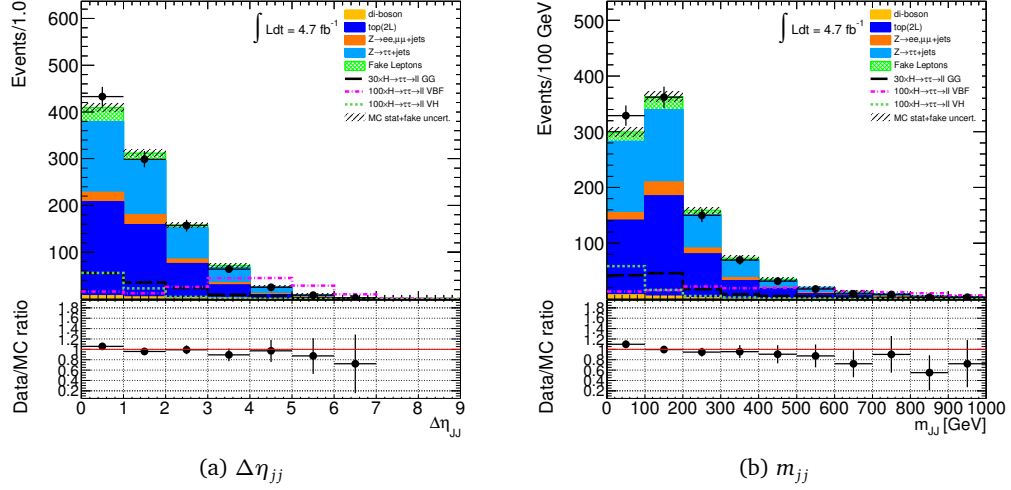 Events/1.0
600
500
400
300
200
100
∫ Ldt = 4.7 fb⁻¹
di-boson
top(2L)
Z→ee,μμ+jets
Z→ττ+jets
Fake Leptons
30×H→ττ→ll GG
100×H→ττ→ll VBF
100×H→ττ→ll VH
MC stat+fake uncert.
Data/MC ratio
1.8
1.6
1.4
1.2
1
0.8
0.6
0.4
0.2
0 1 2 3 4 5 6 7 8 9
Δη_JJ
(a) Δη_jj
Events/100 GeV
500
400
300
200
100
∫ Ldt = 4.7 fb⁻¹
di-boson
top(2L)
Z→ee,μμ+jets
Z→ττ+jets
Fake Leptons
30×H→ττ→ll GG
100×H→ττ→ll VBF
100×H→ττ→ll VH
MC stat+fake uncert.
Data/MC ratio
1.8
1.6
1.4
1.2
1
0.8
0.6
0.4
0.2
0 100 200 300 400 500 600 700 800 900 1000
m_JJ [GeV]
(b) m_jj